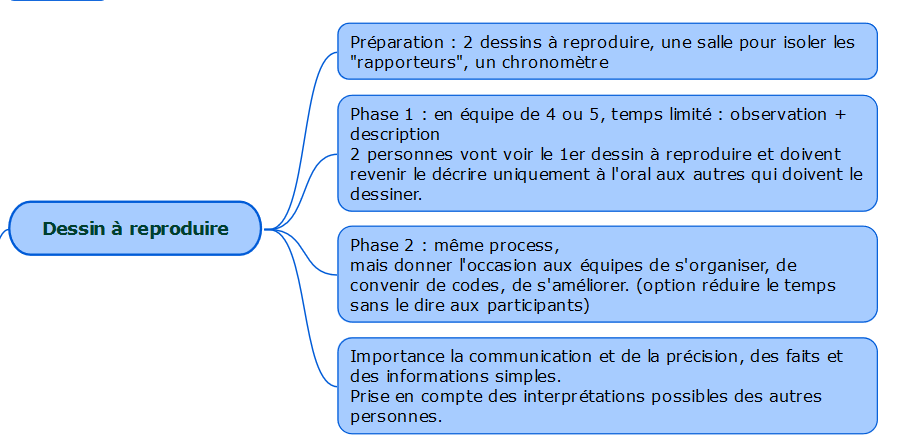 Préparation : 2 dessins à reproduire, une salle pour isoler les
"rapporteurs", un chronomètre
Phase 1 : en équipe de 4 ou 5, temps limité : observation +
description
2 personnes vont voir le 1er dessin à reproduire et doivent
revenir le décrire uniquement à l'oral aux autres qui doivent le
dessiner.
Dessin à reproduire
Phase 2 : même process,
mais donner l'occasion aux équipes de s'organiser, de
convenir de codes, de s'améliorer. (option réduire le temps
sans le dire aux participants)
Importance la communication et de la précision, des faits et
des informations simples.
Prise en compte des interprétations possibles des autres
personnes.